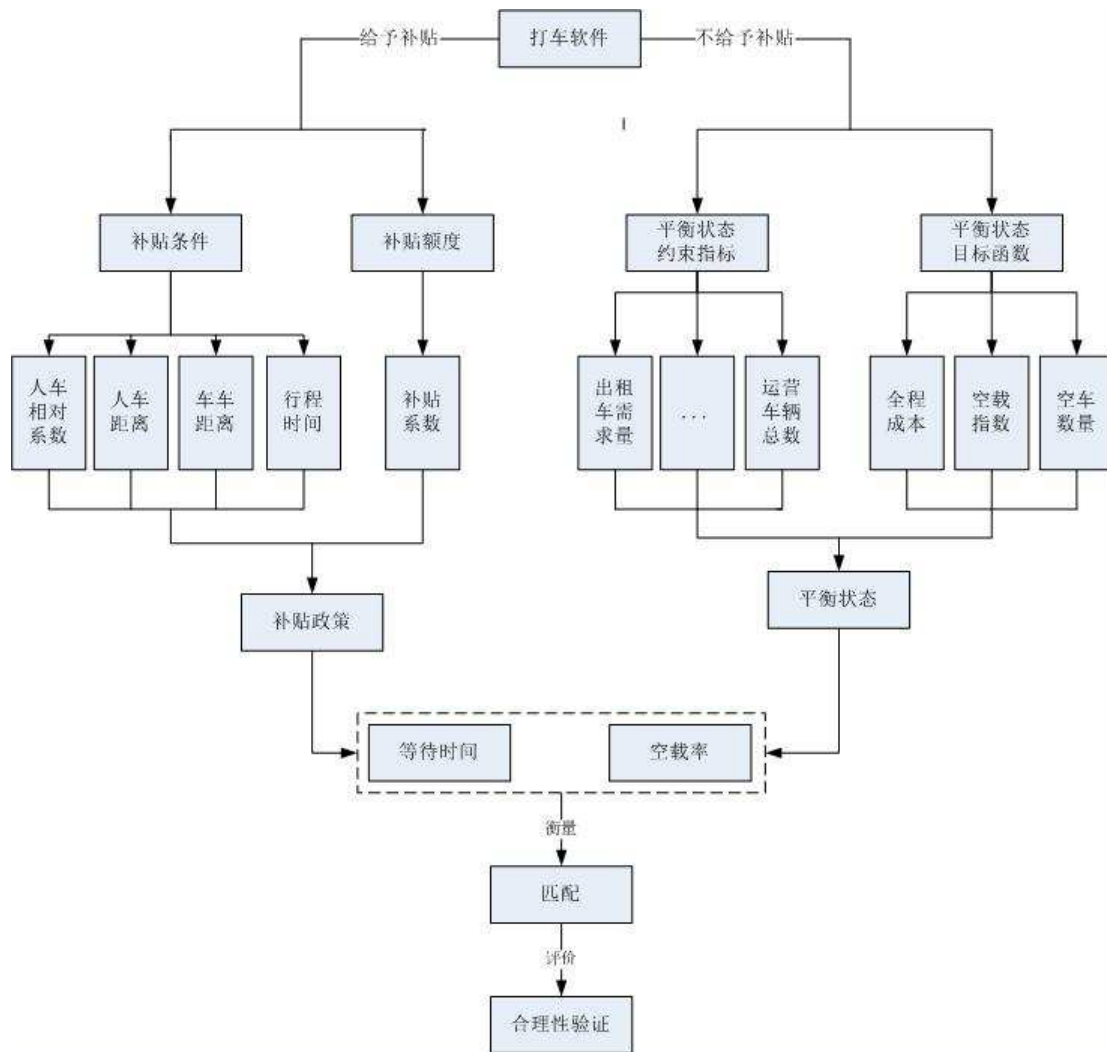 给予补贴
打车软件
不给予补贴
补贴条件
补贴额度
平衡状态
约束指标
平衡状态
目标函数
人车
相对
系数
人车
距离
车车
距离
行程
时间
补贴
系数
出租
车需
求量
...
运营
车辆
总数
全程
成本
空载
指数
空车
数量
补贴政策
平衡状态
等待时间
空载率
衡量
匹配
评价
合理性验证